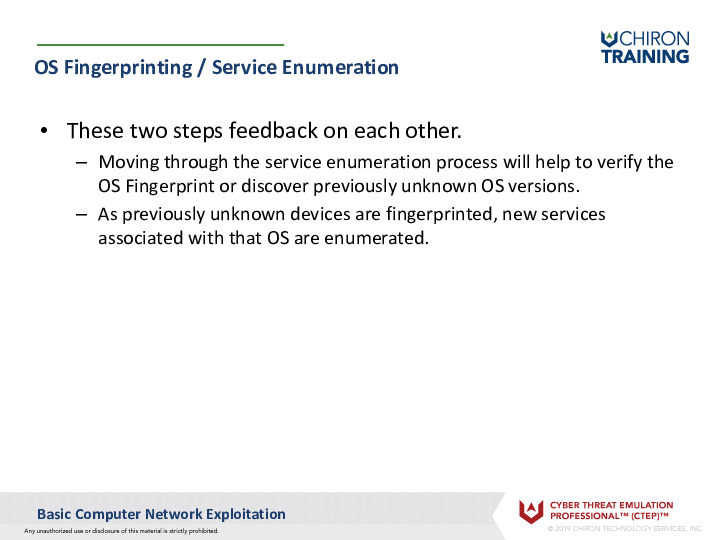 CHIRON
TRAINING
OS Fingerprinting / Service Enumeration
• These two steps feedback on each other.
– Moving through the service enumeration process will help to verify the
OS Fingerprint or discover previously unknown OS versions.
– As previously unknown devices are fingerprinted, new services
associated with that OS are enumerated.
Basic Computer Network Exploitation
Any unauthorized use or disclosure of this material is strictly prohibited.
CYBER THREAT EMULATION
PROFESSIONAL™ (CTEP)™
© 2019 CHIRON TECHNOLOGY SERVICES, INC.